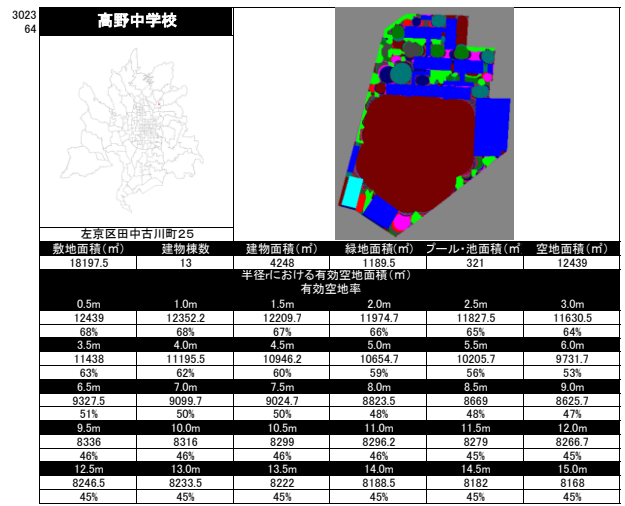 3023
64
高野中学校
左京区田中古川町25
敷地面積(㎡) 建物棟数 建物面積(㎡) 緑地面積(㎡) プール・池面積(㎡ 空地面積(㎡)
18197.5 13 4248 1189.5 321 12439
半径rにおける有効空地面積(㎡)
有効空地率
0.5m 1.0m 1.5m 2.0m 2.5m 3.0m
12439 12352.2 12209.7 11974.7 11827.5 11630.5
68% 68% 67% 66% 65% 64%
3.5m 4.0m 4.5m 5.0m 5.5m 6.0m
11438 11195.5 10946.2 10654.7 10205.7 9731.7
63% 62% 60% 59% 56% 53%
6.5m 7.0m 7.5m 8.0m 8.5m 9.0m
9327.5 9099.7 9024.7 8823.5 8669 8625.7
51% 50% 50% 48% 48% 47%
9.5m 10.0m 10.5m 11.0m 11.5m 12.0m
8336 8316 8299 8296.2 8279 8266.7
46% 46% 46% 46% 45% 45%
12.5m 13.0m 13.5m 14.0m 14.5m 15.0m
8246.5 8233.5 8222 8188.5 8182 8168
45% 45% 45% 45% 45% 45%